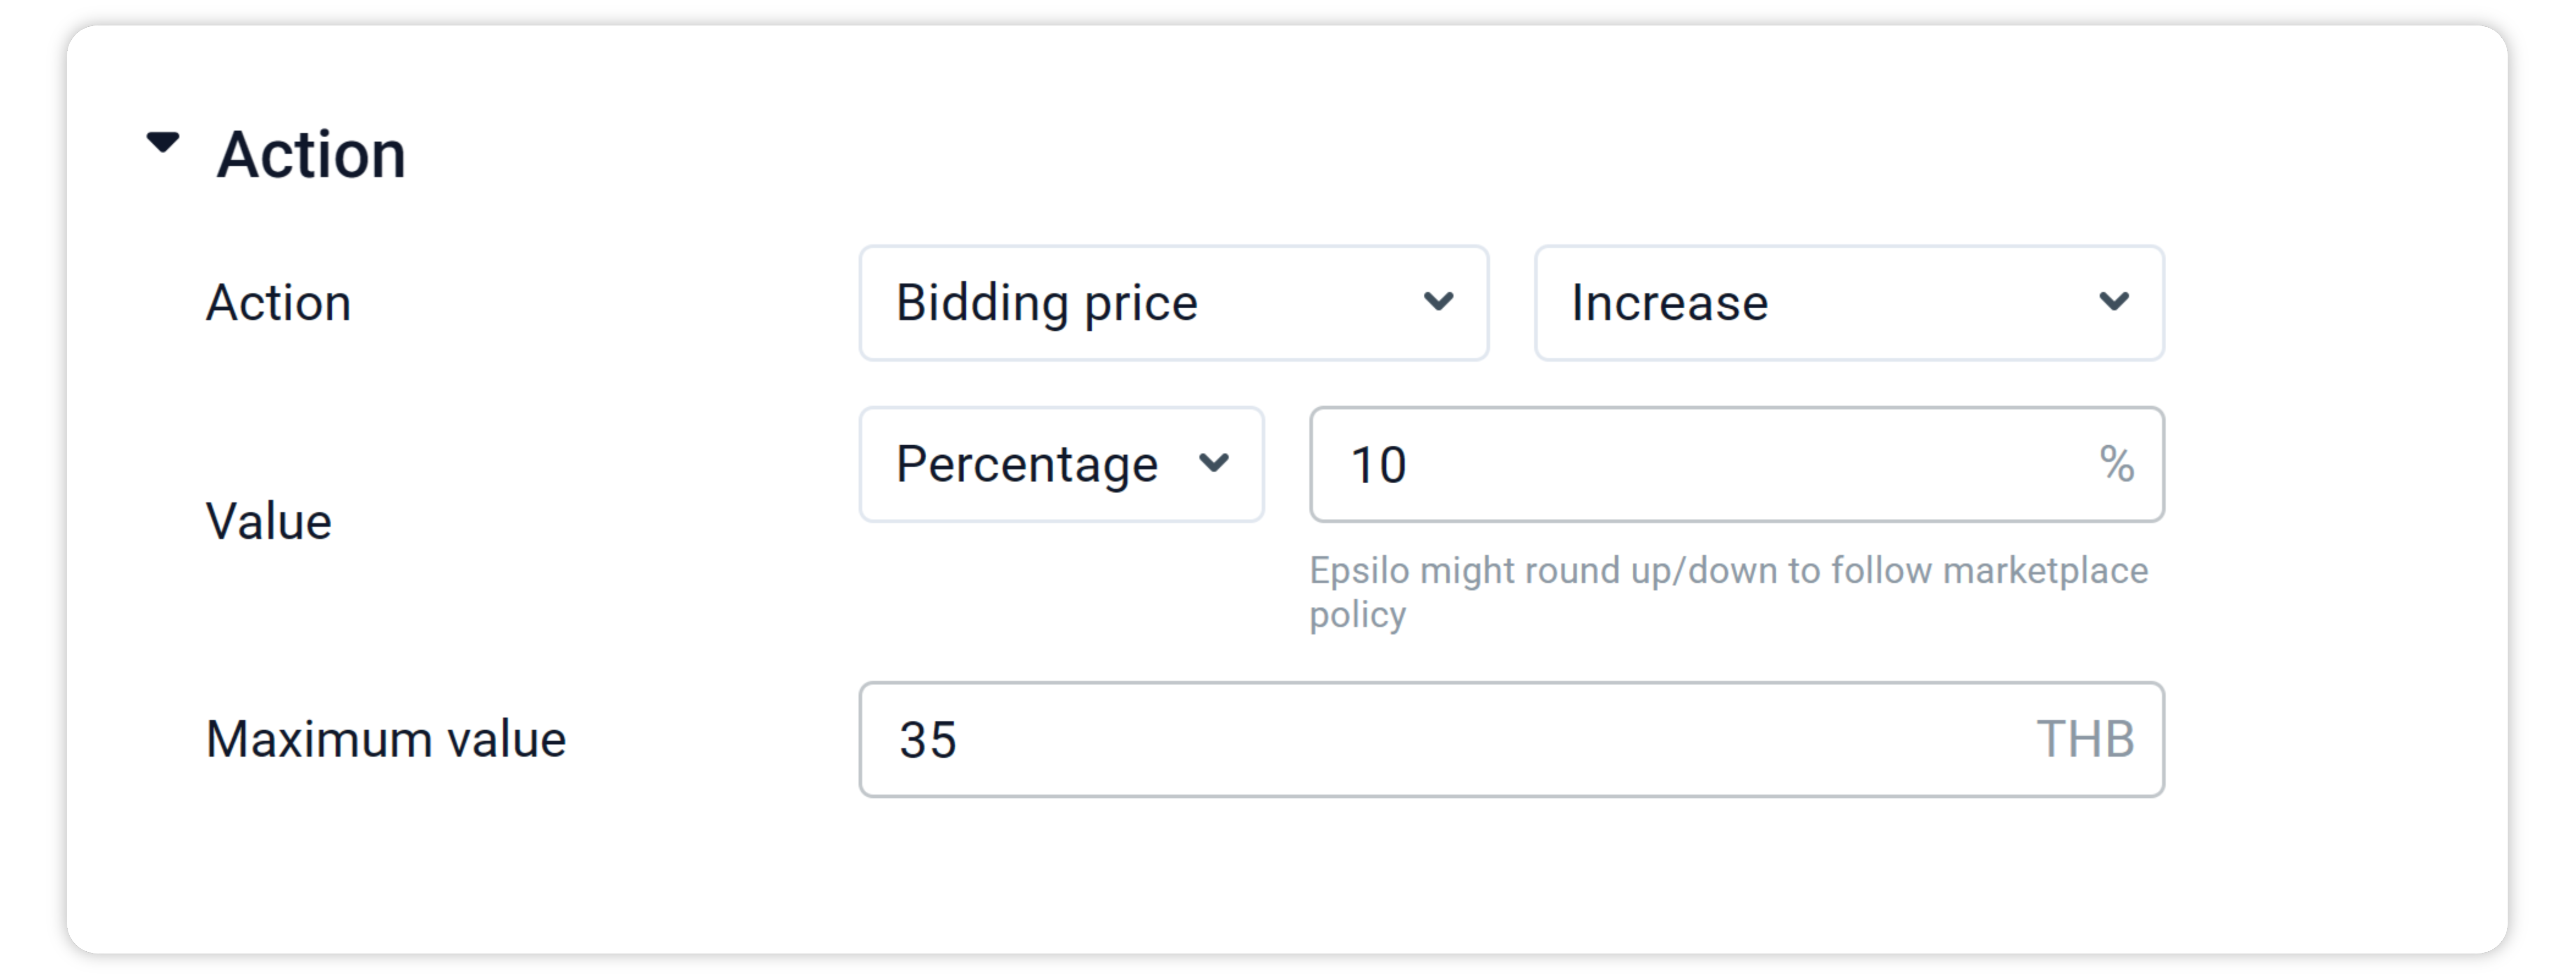 Action
Action
Bidding price
Increase
Value
Percentage
10
%
Epsilo might round up/down to follow marketplace
policy
Maximum value
35
THB